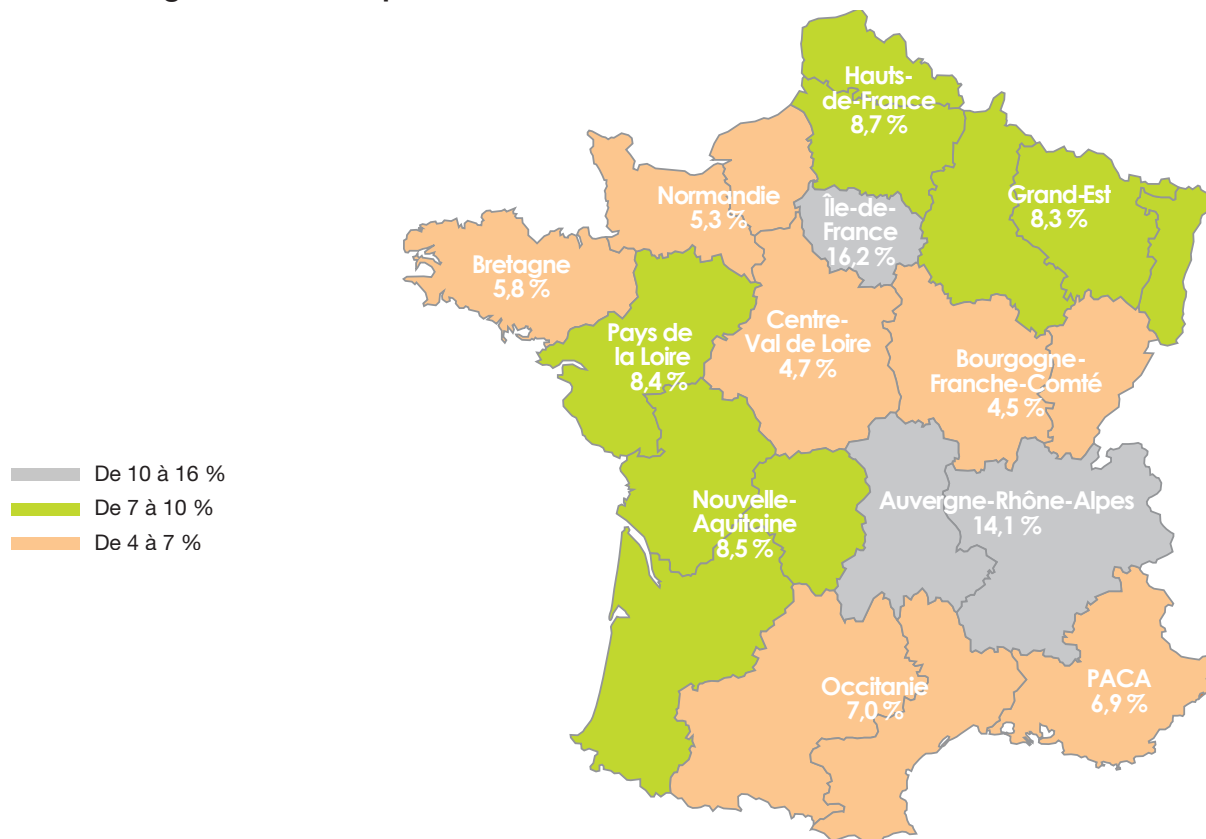 Hauts-
de-France
8,7 %
Normandie
5,3 %
Île-de-
France
16,2 %
Grand-Est
8,3 %
Bretagne
5,8 %
Pays de
la Loire
8,4 %
Centre-
Val de Loire
4,7 %
Bourgogne-
Franche-Comté
4,5 %
De 10 à 16 %
De 7 à 10 %
De 4 à 7 %
Nouvelle-
Aquitaine
8,5 %
Auvergne-Rhône-Alpes
14,1 %
Occitanie
7,0 %
PACA
6,9 %